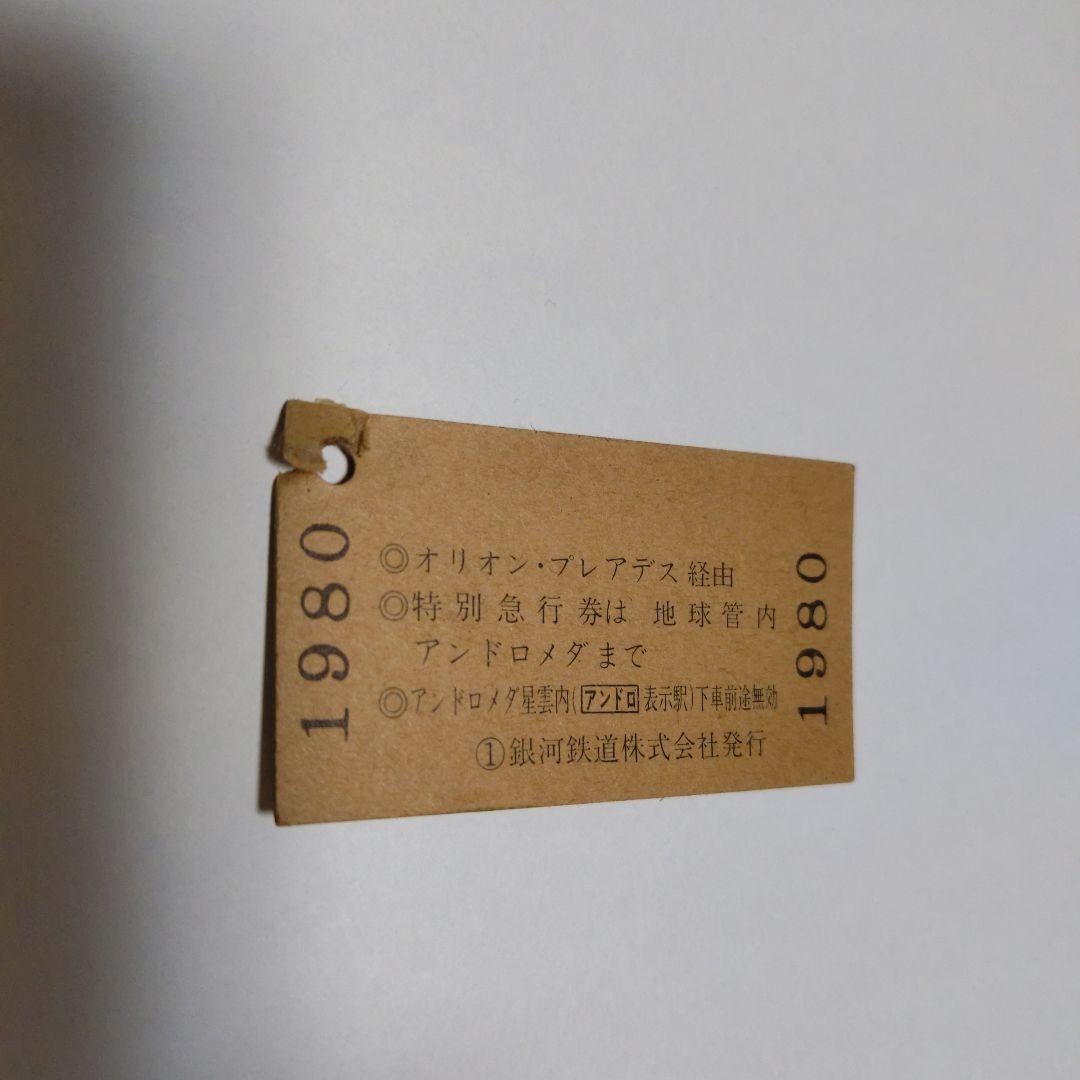 1980
◎オリオン・プレアデス経由
◎特別急行券は 地球管内
アンドロメダまで
◎アンドロメダ星雲内(アンドロ表示駅)下車前途無効
①銀河鉄道株式会社発行
1980